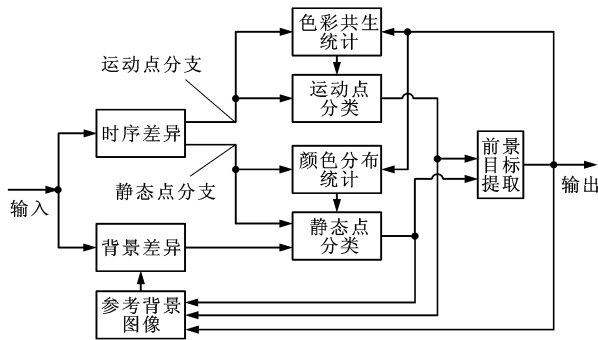 色彩共生
统计
运动点分支
运动点
分类
时序差异
前景
目标
提取
颜色分布
统计
静态点分支
输入
输出
静态点
分类
背景差异
参考背景
图像